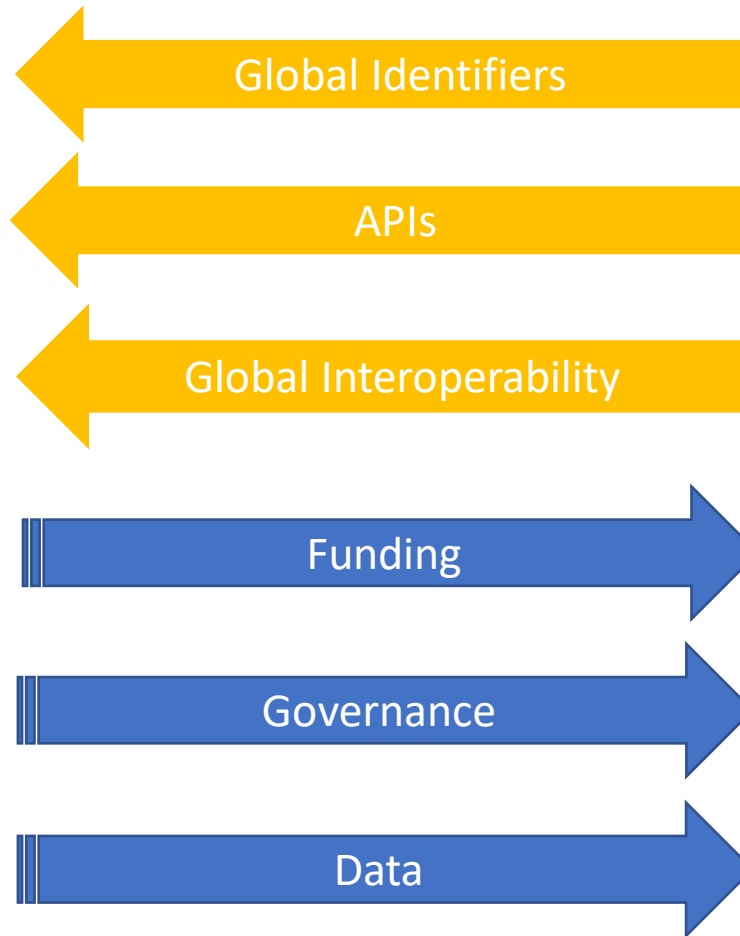 Global Identifiers
APIs
Global Interoperability
Funding
Governance
Data